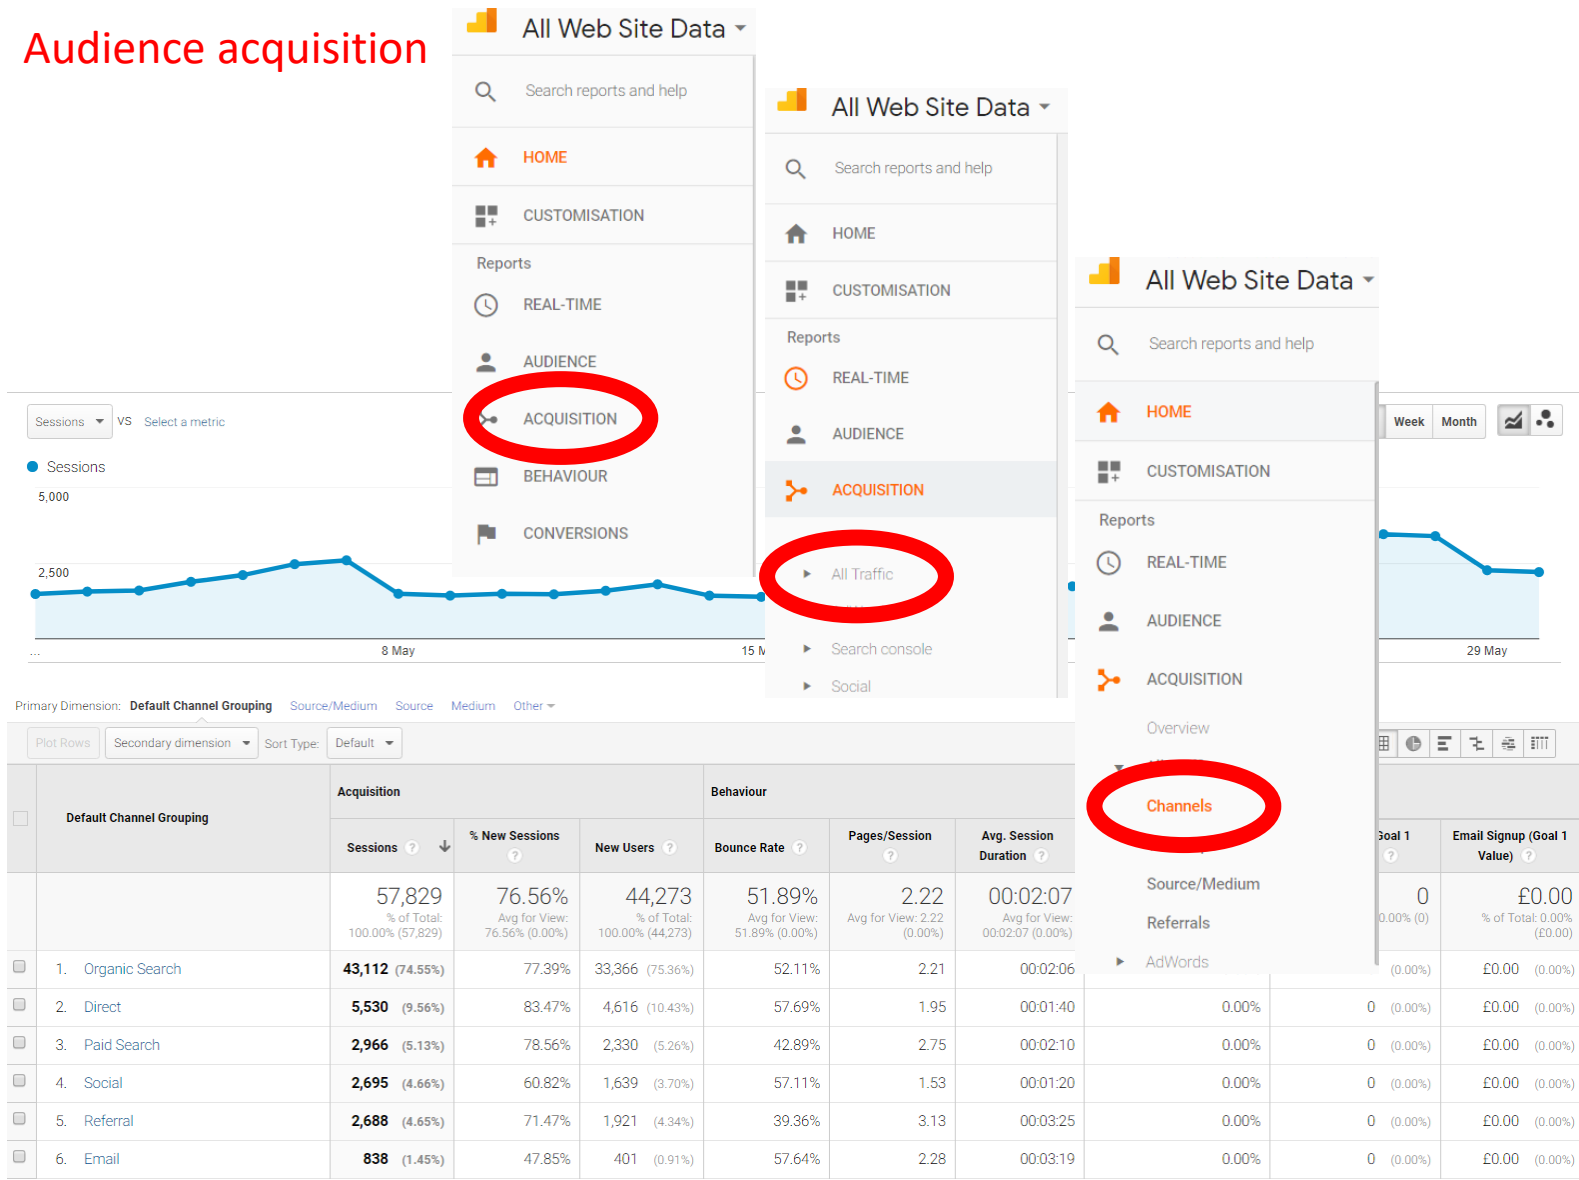 Audience acquisition
All Web Site Data
Search reports and help
HOME
CUSTOMISATION
Reports
REAL-TIME
AUDIENCE
ACQUISITION
BEHAVIOUR
CONVERSIONS
All Web Site Data
Search reports and help
HOME
CUSTOMISATION
Reports
REAL-TIME
AUDIENCE
ACQUISITION
All Traffic
Search console
Social
All Web Site Data
Search reports and help
HOME
CUSTOMISATION
Reports
REAL-TIME
AUDIENCE
ACQUISITION
Overview
Channels
Source/Medium
Referrals
AdWords
Sessions VS Select a metric
Week Month
Sessions
5,000
2,500
... 8 May 15 M 29 May
Primary Dimension: Default Channel Grouping Source/Medium Source Medium Other
Plot Rows Secondary dimension Sort Type: Default
Default Channel Grouping Acquisition Behaviour
Sessions ? % New Sessions ? New Users ? Bounce Rate ? Pages/Session ? Avg. Session Duration ? Goal 1 ? Email Signup (Goal 1 Value) ?
57,829 76.56% 44,273 51.89% 2.22 00:02:07 0 £0.00
% of Total: Avg for View: % of Total: Avg for View: Avg for View: 2.22 Avg for View: 0.00% (0) % of Total: 0.00%
100.00% (57,829) 76.56% (0.00%) 100.00% (44,273) 51.89% (0.00%) (0.00%) 00:02:07 (0.00%) (£0.00)
1. Organic Search 43,112 (74.55%) 77.39% 33,366 (75.36%) 52.11% 2.21 00:02:06 (0.00%) £0.00 (0.00%)
2. Direct 5,530 (9.56%) 83.47% 4,616 (10.43%) 57.69% 1.95 00:01:40 0.00% 0 (0.00%) £0.00 (0.00%)
3. Paid Search 2,966 (5.13%) 78.56% 2,330 (5.26%) 42.89% 2.75 00:02:10 0.00% 0 (0.00%) £0.00 (0.00%)
4. Social 2,695 (4.66%) 60.82% 1,639 (3.70%) 57.11% 1.53 00:01:20 0.00% 0 (0.00%) £0.00 (0.00%)
5. Referral 2,688 (4.65%) 71.47% 1,921 (4.34%) 39.36% 3.13 00:03:25 0.00% 0 (0.00%) £0.00 (0.00%)
6. Email 838 (1.45%) 47.85% 401 (0.91%) 57.64% 2.28 00:03:19 0.00% 0 (0.00%) £0.00 (0.00%)